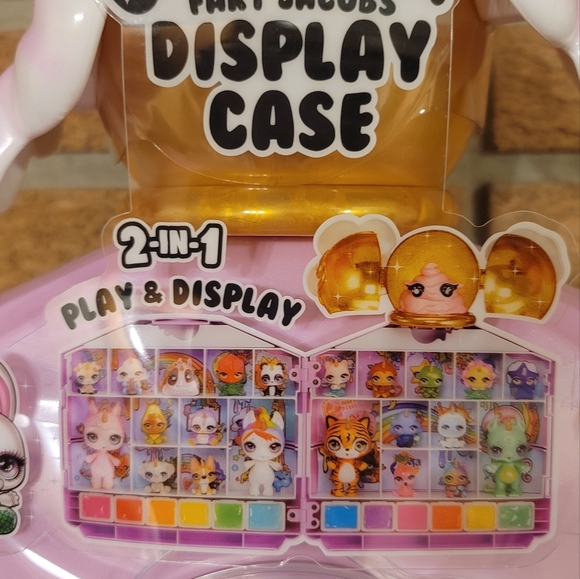 FART JACOBS
DISPLAY
CASE
2-IN-1
PLAY & DISPLAY